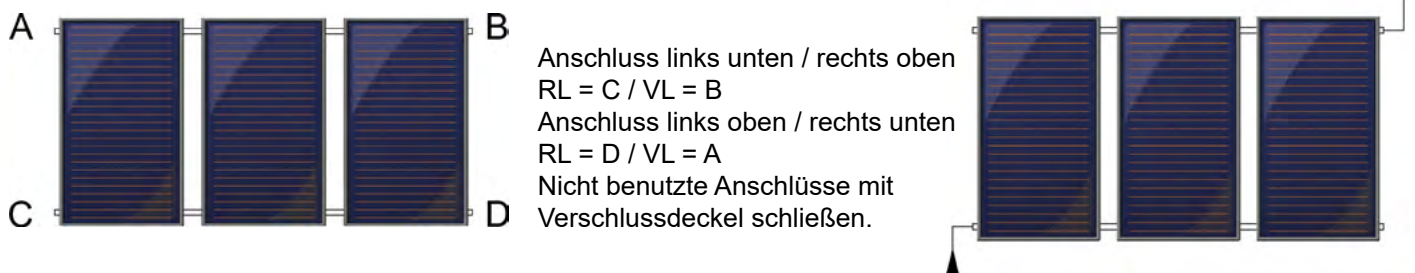 A
B
C
D
Anschluss links unten / rechts oben
RL = C / VL = B
Anschluss links oben / rechts unten
RL = D / VL = A
Nicht benutzte Anschlüsse mit
Verschlussdeckel schließen.